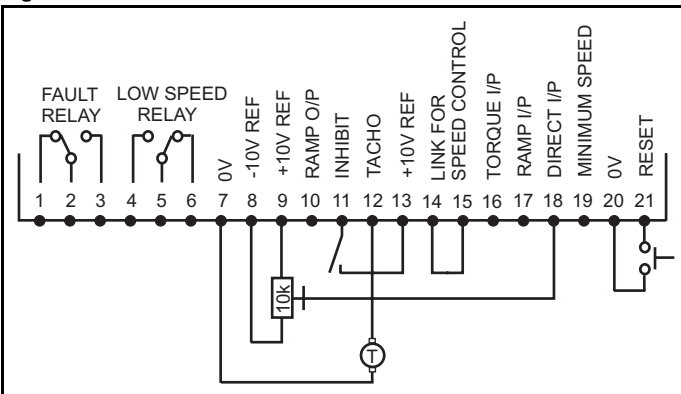 FAULT RELAY
LOW SPEED RELAY
0V
-10V REF
+10V REF
RAMP O/P
INHIBIT
TACHO
+10V REF
LINK FOR SPEED CONTROL
TORQUE I/P
RAMP I/P
DIRECT I/P
MINIMUM SPEED
0V
RESET
1 2 3 4 5 6 7 8 9 10 11 12 13 14 15 16 17 18 19 20 21
10k
T